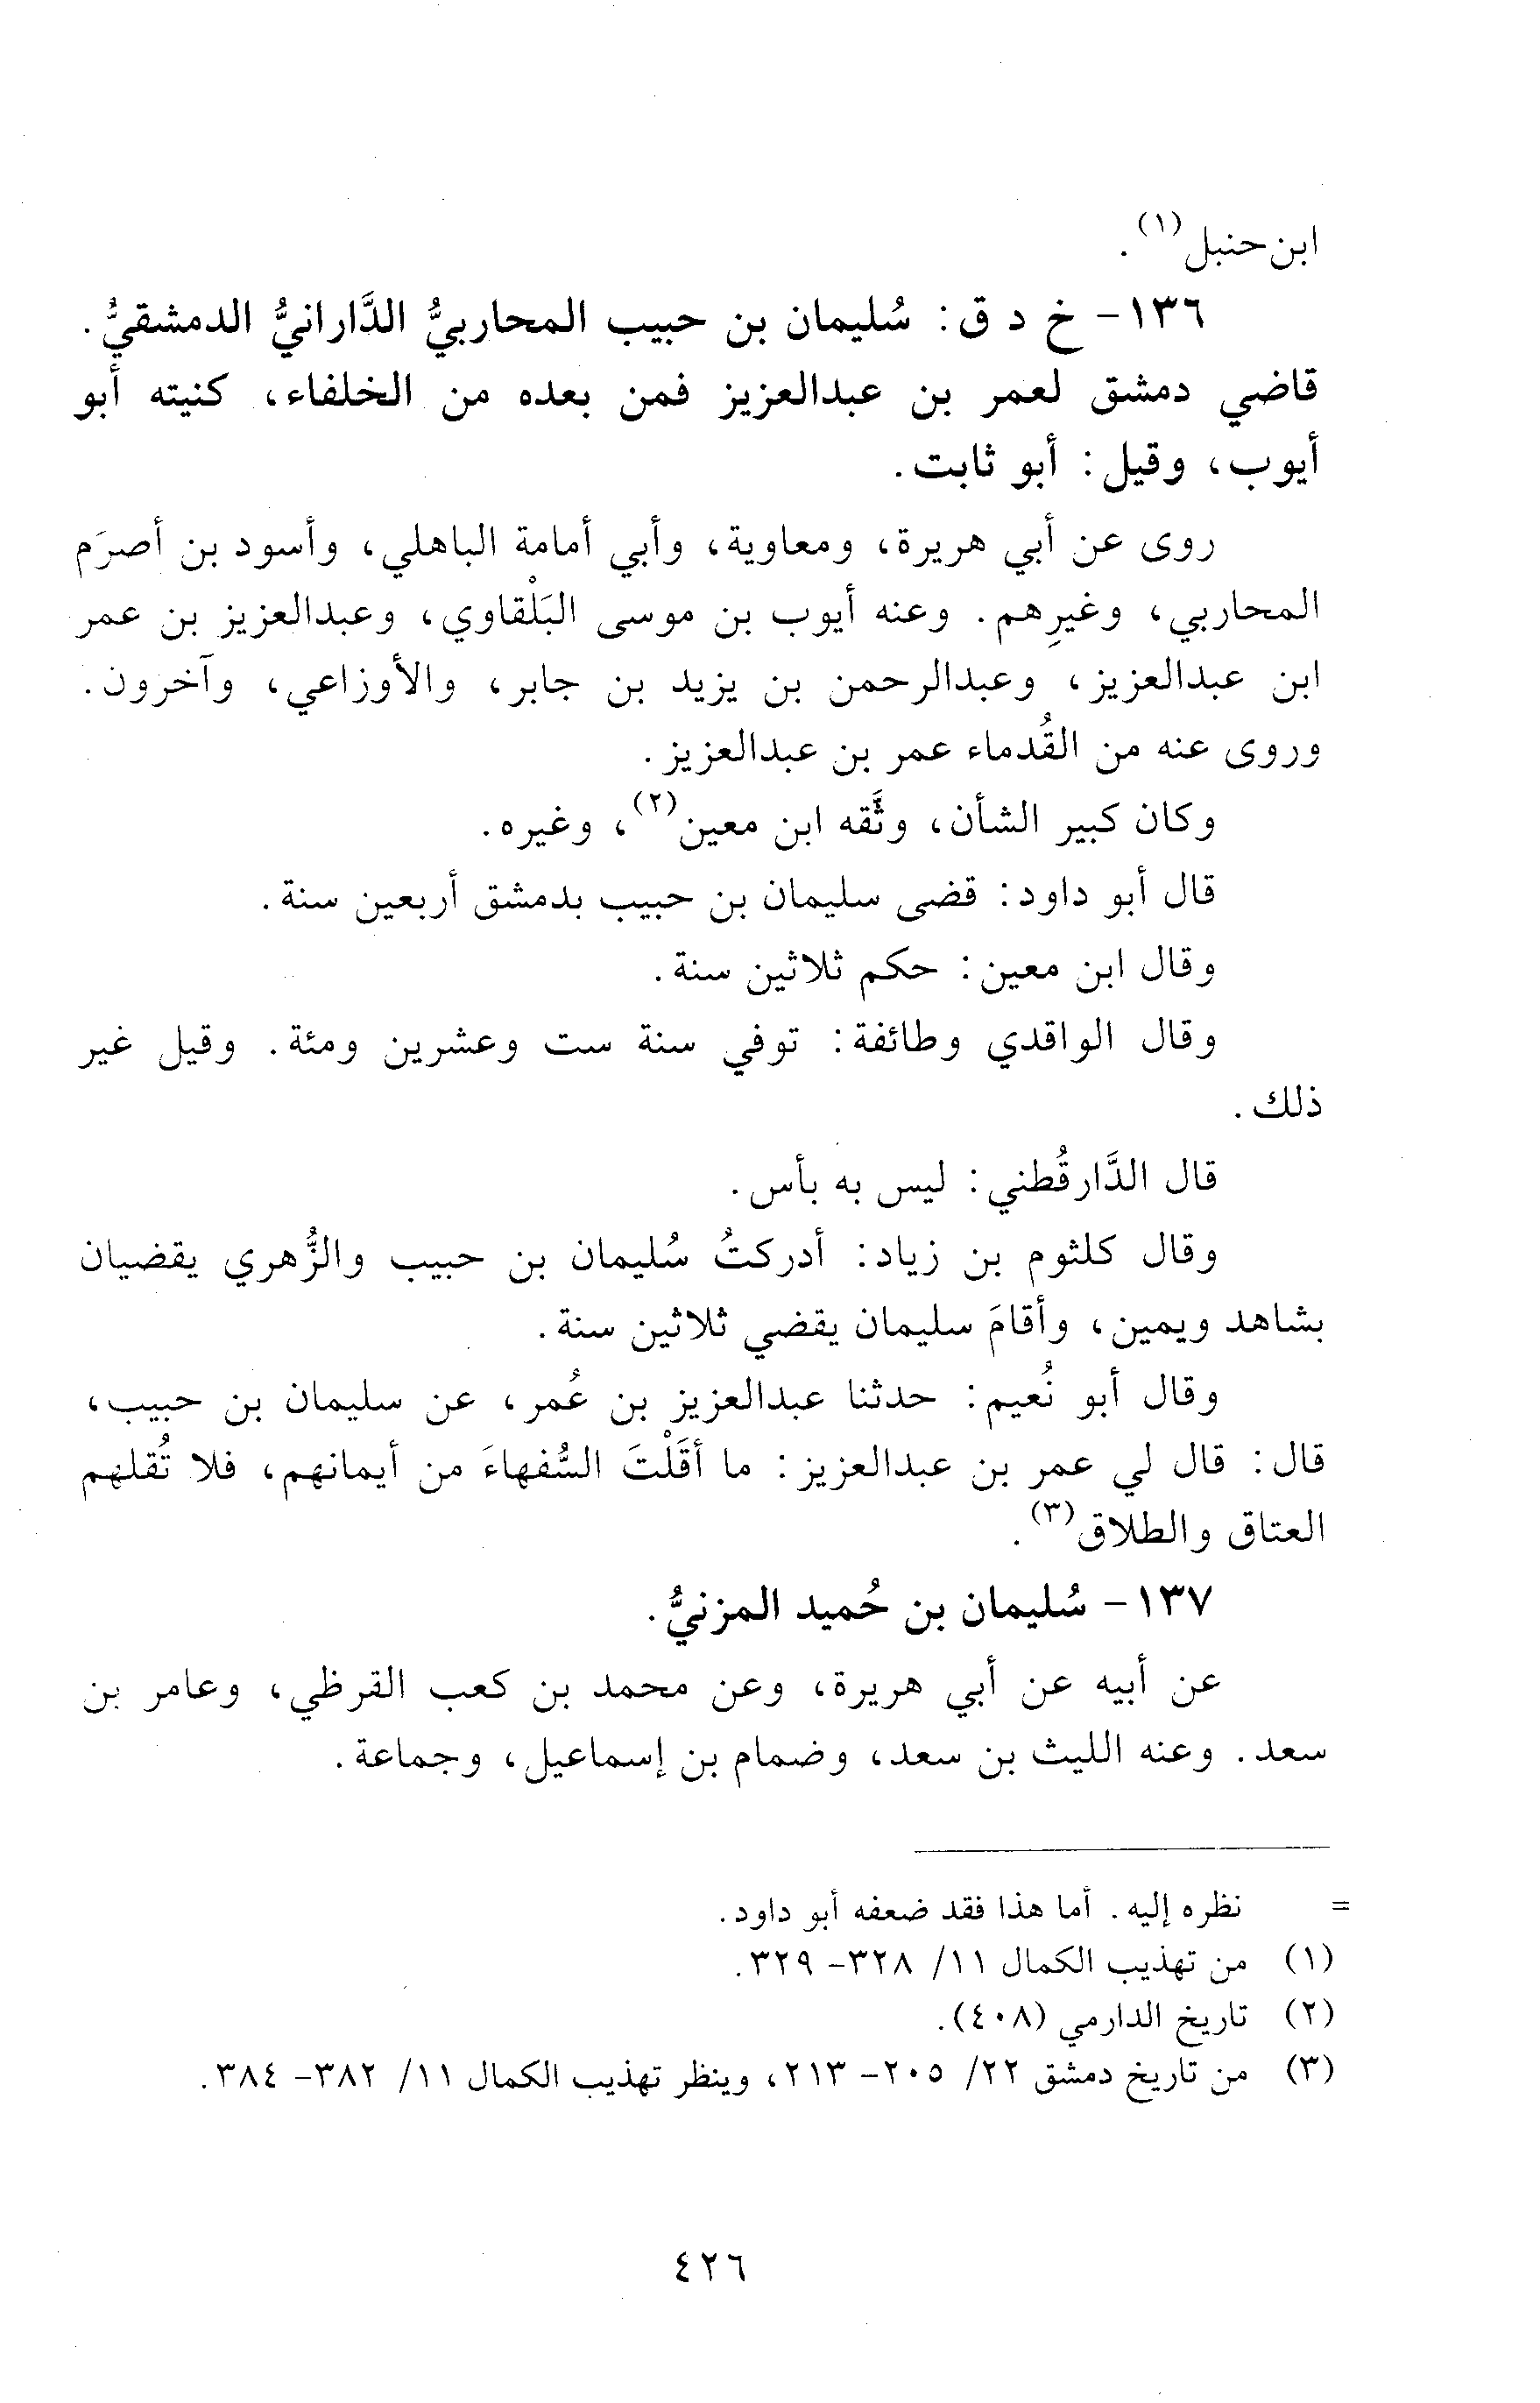 ابن حنبل(١).
١٣٦- خ د ق: سُليمان بن حبيب المحاربيُّ الدَّارانيُّ الدمشقيُّ.
قاضي دمشق لعمر بن عبدالعزيز فمن بعده من الخلفاء، كنيته أبو
أيوب، وقيل: أبو ثابت.
روى عن أبي هريرة، ومعاوية، وأبي أمامة الباهلي، وأسود بن أصرَم
المحاربي، وغيرِهم. وعنه أيوب بن موسى البَلْقاوي، وعبدالعزيز بن عمر
ابن عبدالعزيز، وعبدالرحمن بن يزيد بن جابر، والأوزاعي، وآخرون.
وروى عنه من القُدماء عمر بن عبدالعزيز.
وكان كبير الشأن، وثَّقه ابن معين(٢)، وغيره.
قال أبو داود: قضى سليمان بن حبيب بدمشق أربعين سنة.
وقال ابن معين: حكم ثلاثين سنة.
وقال الواقدي وطائفة: توفي سنة ست وعشرين ومئة. وقيل غير
ذلك.
قال الدَّارقُطني: ليس به بأس.
وقال كلثوم بن زياد: أدركتُ سُليمان بن حبيب والزُّهري يقضيان
بشاهد ويمين، وأقامَ سليمان يقضي ثلاثين سنة.
وقال أبو نُعيم: حدثنا عبدالعزيز بن عُمر، عن سليمان بن حبيب،
قال: قال لي عمر بن عبدالعزيز: ما أقَلْتَ السُّفهاءَ من أيمانهم، فلا تُقلهم
العتاق والطلاق(٣).
١٣٧- سُليمان بن حُميد المزنيُّ.
عن أبيه عن أبي هريرة، وعن محمد بن كعب القرظي، وعامر بن
سعد. وعنه الليث بن سعد، وضمام بن إسماعيل، وجماعة.
= نظره إليه. أما هذا فقد ضعفه أبو داود.
(١) من تهذيب الكمال ١١/ ٣٢٨- ٣٢٩.
(٢) تاريخ الدارمي (٤٠٨).
(٣) من تاريخ دمشق ٢٢/ ٢٠٥- ٢١٣، وينظر تهذيب الكمال ١١/ ٣٨٢- ٣٨٤.
٤٢٦